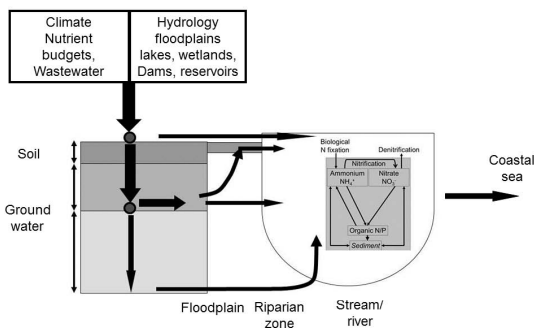 Climate
Nutrient
budgets,
Wastewater
Hydrology
floodplains
lakes, wetlands,
Dams, reservoirs
Soil
Ground
water
Biological
N fixation
Denitrification
Nitrification
Ammonium
NH₄⁺
Nitrate
NO₃⁻
Organic N/P
Sediment
Coastal
sea
Floodplain
Riparian
zone
Stream/
river